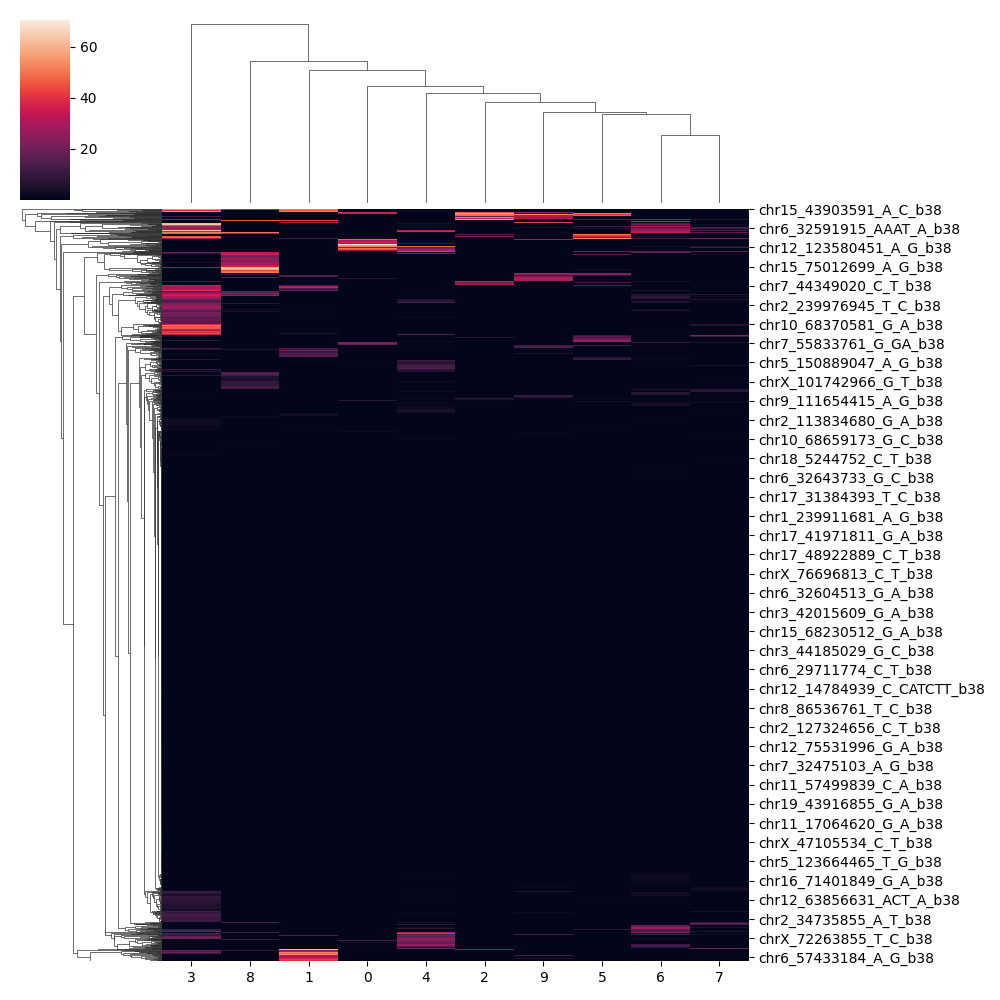 60
40
20
chr15_43903591_A_C_b38
chr6_32591915_AAAT_A_b38
chr12_123580451_A_G_b38
chr15_75012699_A_G_b38
chr7_44349020_C_T_b38
chr2_239976945_T_C_b38
chr10_68370581_G_A_b38
chr7_55833761_G_GA_b38
chr5_150889047_A_G_b38
chrX_101742966_G_T_b38
chr9_111654415_A_G_b38
chr2_113834680_G_A_b38
chr10_68659173_G_C_b38
chr18_5244752_C_T_b38
chr6_32643733_G_C_b38
chr17_31384393_T_C_b38
chr1_239911681_A_G_b38
chr17_41971811_G_A_b38
chr17_48922889_C_T_b38
chrX_76696813_C_T_b38
chr6_32604513_G_A_b38
chr3_42015609_G_A_b38
chr15_68230512_G_A_b38
chr3_44185029_G_C_b38
chr6_29711774_C_T_b38
chr12_14784939_C_CATCTT_b38
chr8_86536761_T_C_b38
chr2_127324656_C_T_b38
chr12_75531996_G_A_b38
chr7_32475103_A_G_b38
chr11_57499839_C_A_b38
chr19_43916855_G_A_b38
chr11_17064620_G_A_b38
chrX_47105534_C_T_b38
chr5_123664465_T_G_b38
chr16_71401849_G_A_b38
chr12_63856631_ACT_A_b38
chr2_34735855_A_T_b38
chrX_72263855_T_C_b38
chr6_57433184_A_G_b38
3 8 1 0 4 2 9 5 6 7